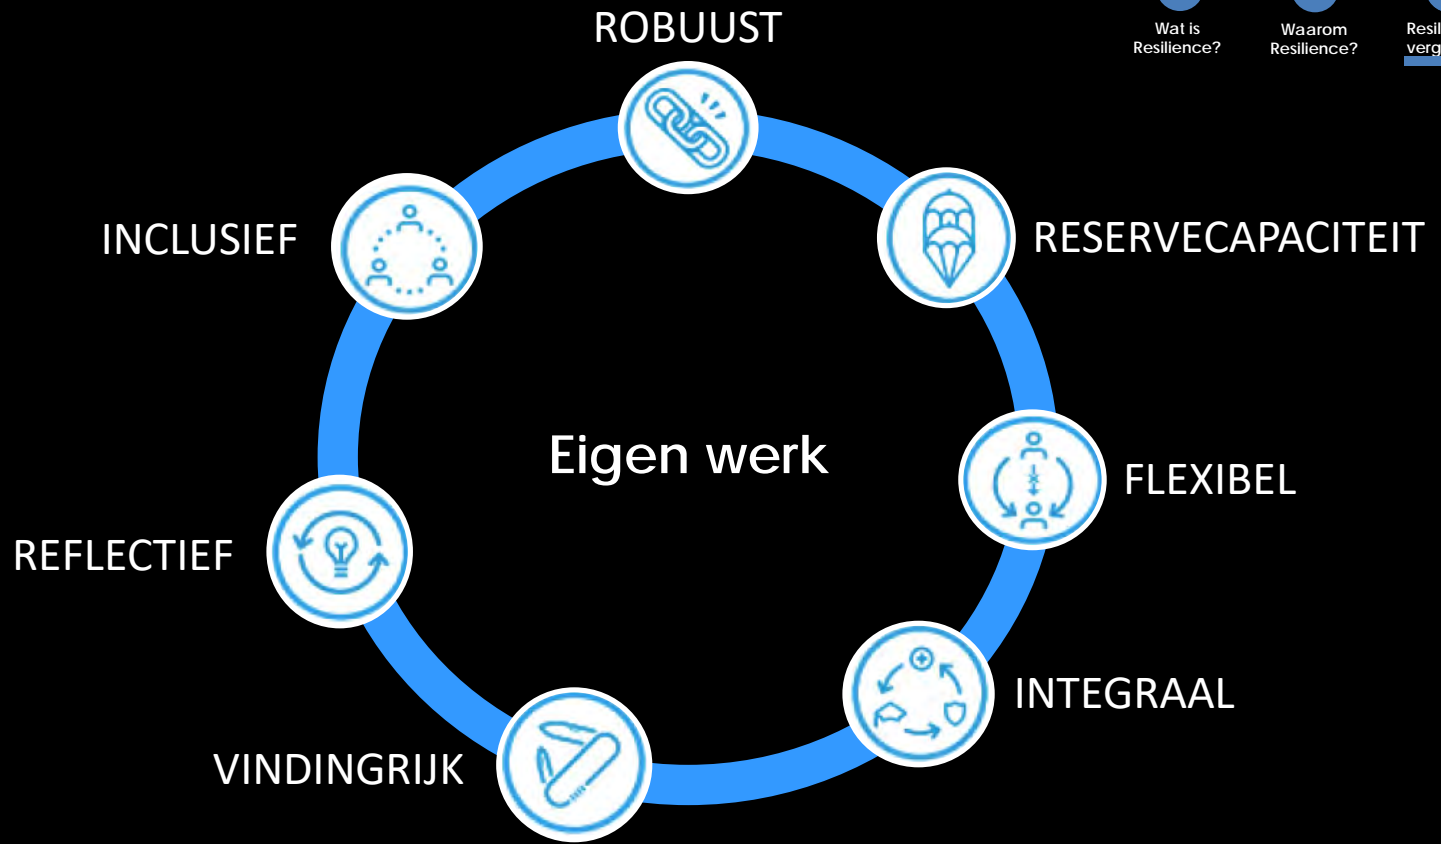 ROBUUST
Wat is
Resilience?
Waarom
Resilience?
INCLUSIEF
RESERVECAPACITEIT
Eigen werk
FLEXIBEL
REFLECTIEF
INTEGRAAL
VINDINGRIJK